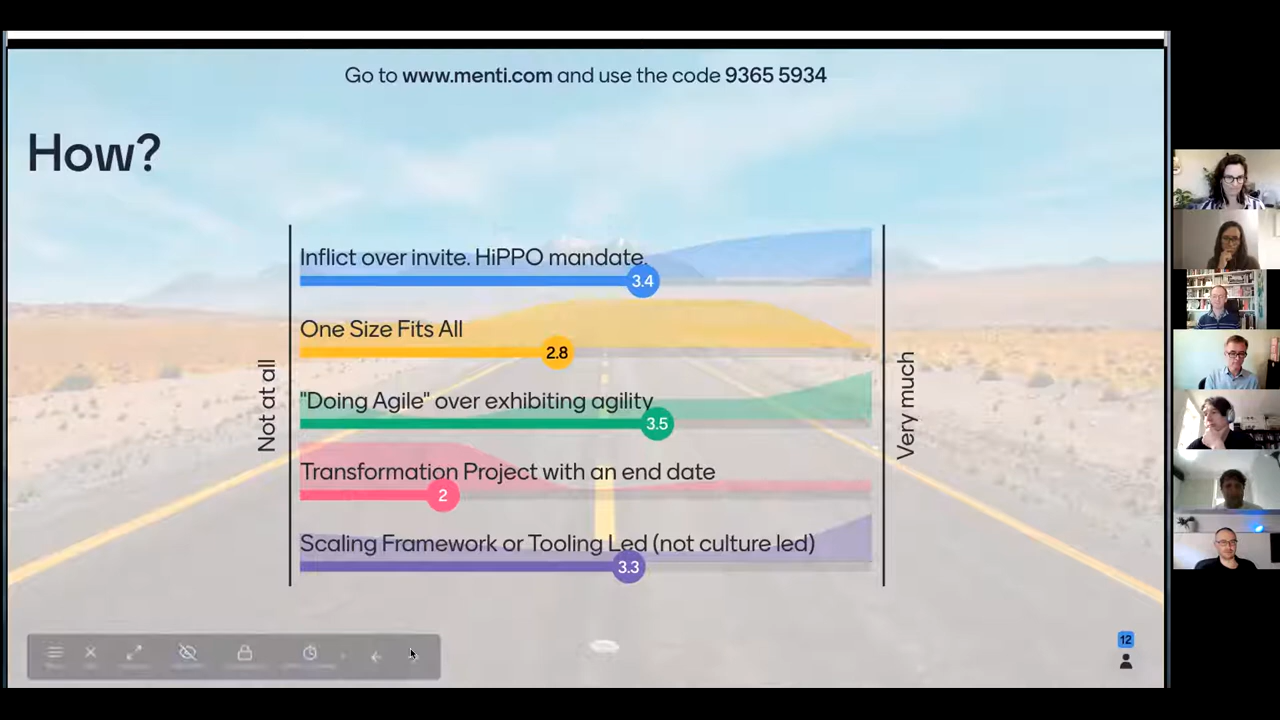 Go to www.menti.com and use the code 9365 5934
How?
Inflict over invite. HiPPO mandate.
3.4
One Size Fits All
2.8
"Doing Agile" over exhibiting agility
3.5
Transformation Project with an end date
2
Scaling Framework or Tooling Led (not culture led)
3.3
Not at all
Very much
12